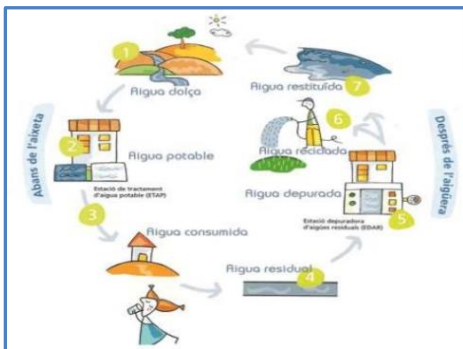 1
Aigua dolça
Abans de l'aixeta
2
Aigua potable
Estació de tractament
d'aigua potable (ETAP)
3
Aigua consumida
Aigua residual
4
5
Estació depuradora
d'aigües residuals (EDAR)
Aigua depurada
Després de l'aigüera
6
Aigua reciclada
7
Aigua restituïda